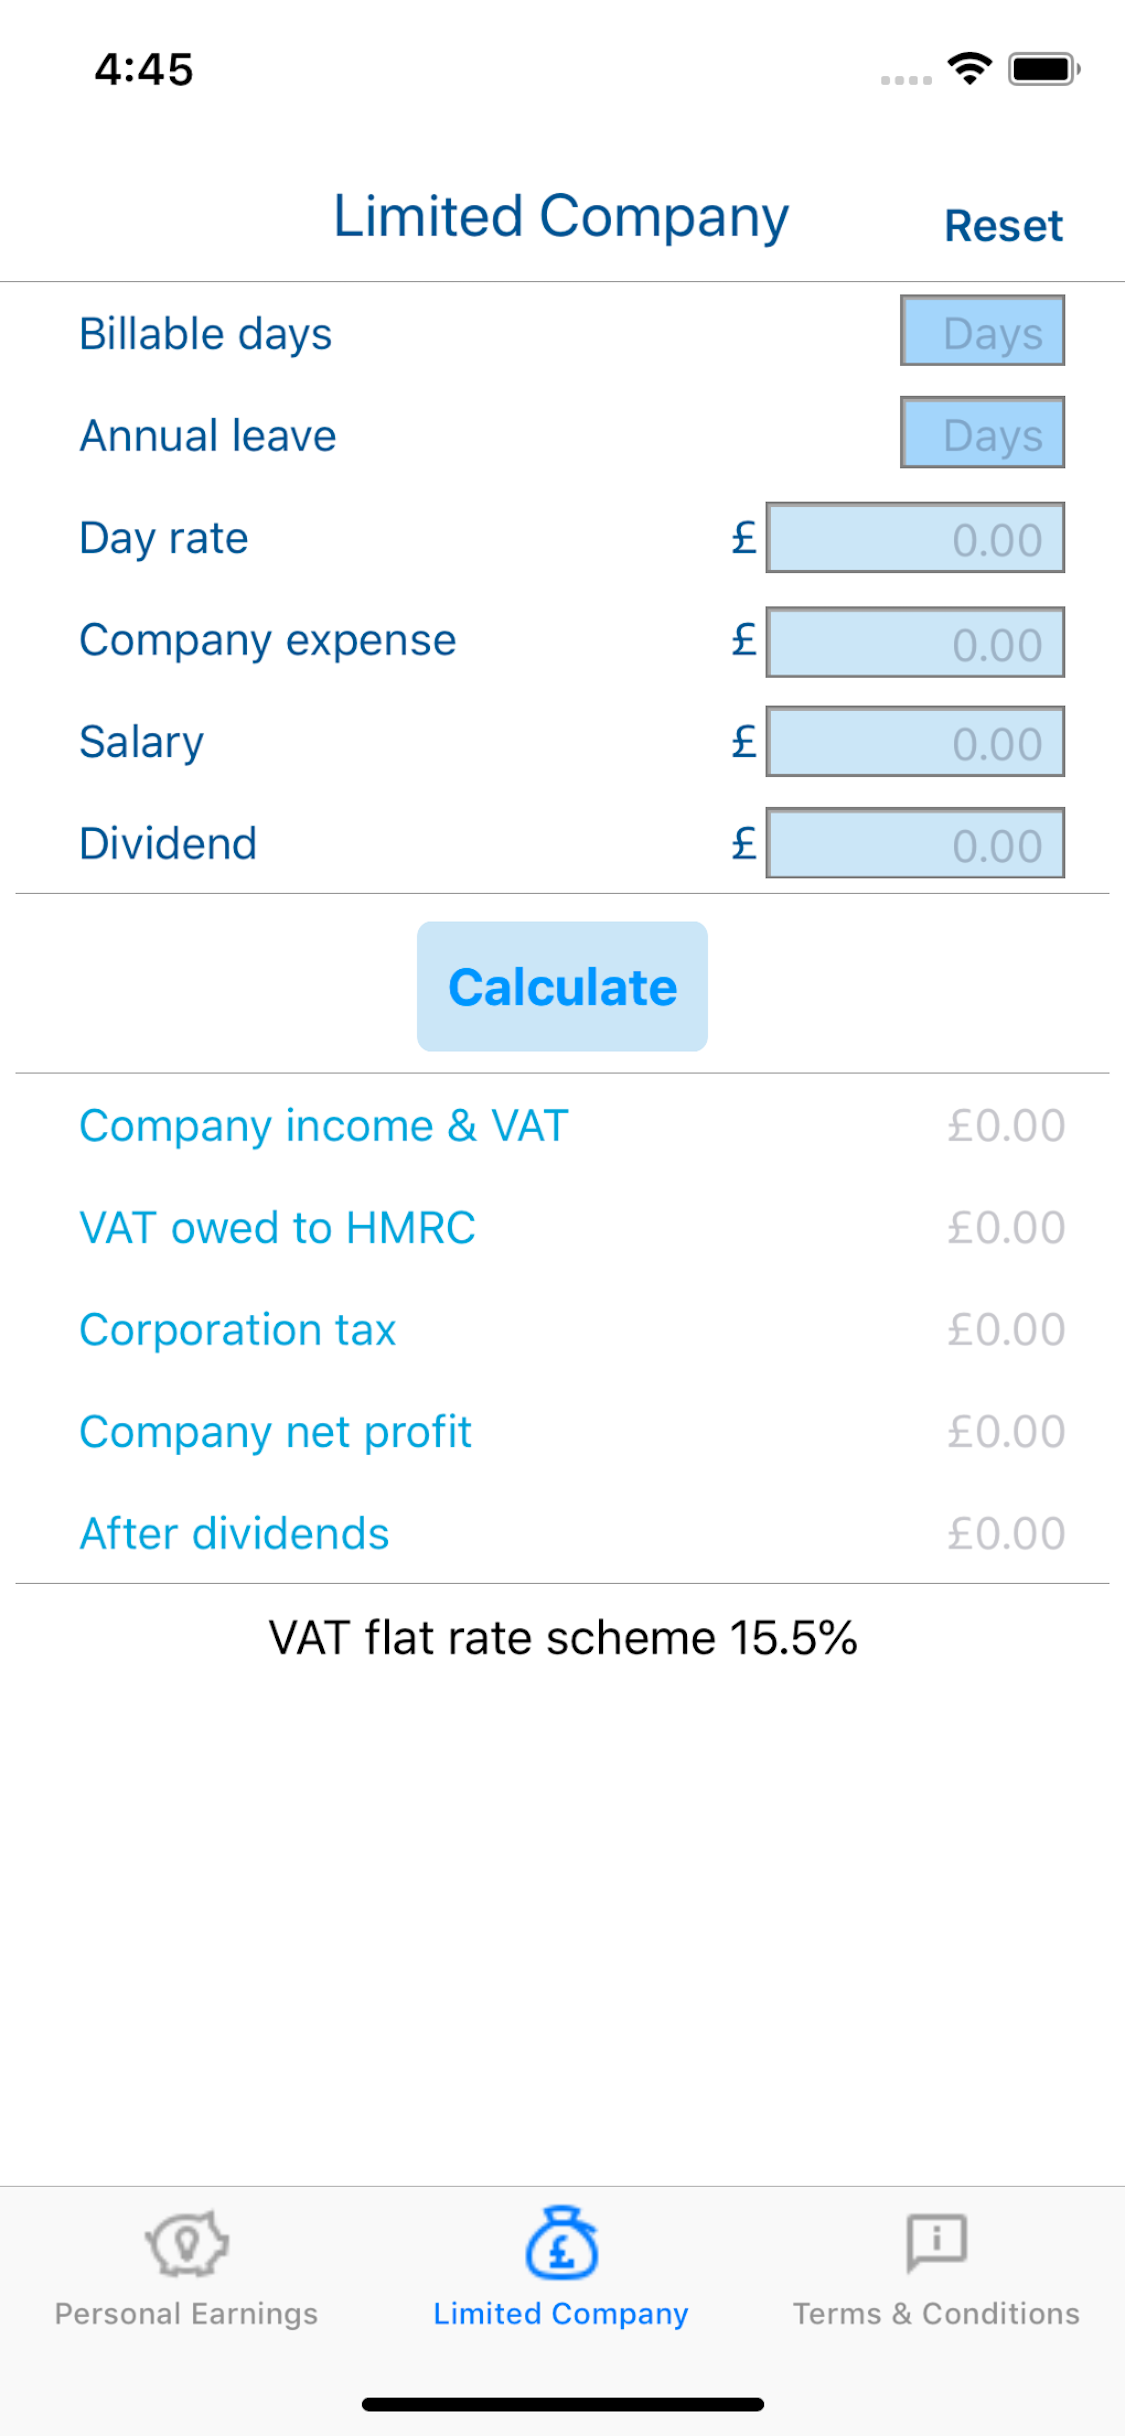 4:45
Limited Company
Reset
Billable days Days
Annual leave Days
Day rate £ 0.00
Company expense £ 0.00
Salary £ 0.00
Dividend £ 0.00
Calculate
Company income & VAT £0.00
VAT owed to HMRC £0.00
Corporation tax £0.00
Company net profit £0.00
After dividends £0.00
VAT flat rate scheme 15.5%
£
i
Personal Earnings Limited Company Terms & Conditions